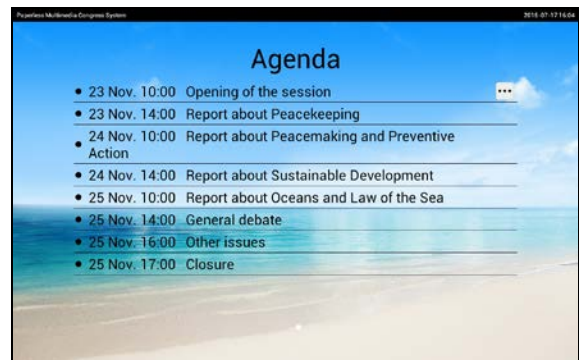 Paperless Multimedia Congress System 2016-07-17 16:04
Agenda
• 23 Nov. 10:00 Opening of the session
• 23 Nov. 14:00 Report about Peacekeeping
• 24 Nov. 10:00 Report about Peacemaking and Preventive
Action
• 24 Nov. 14:00 Report about Sustainable Development
• 25 Nov. 10:00 Report about Oceans and Law of the Sea
• 25 Nov. 14:00 General debate
• 25 Nov. 16:00 Other issues
• 25 Nov. 17:00 Closure